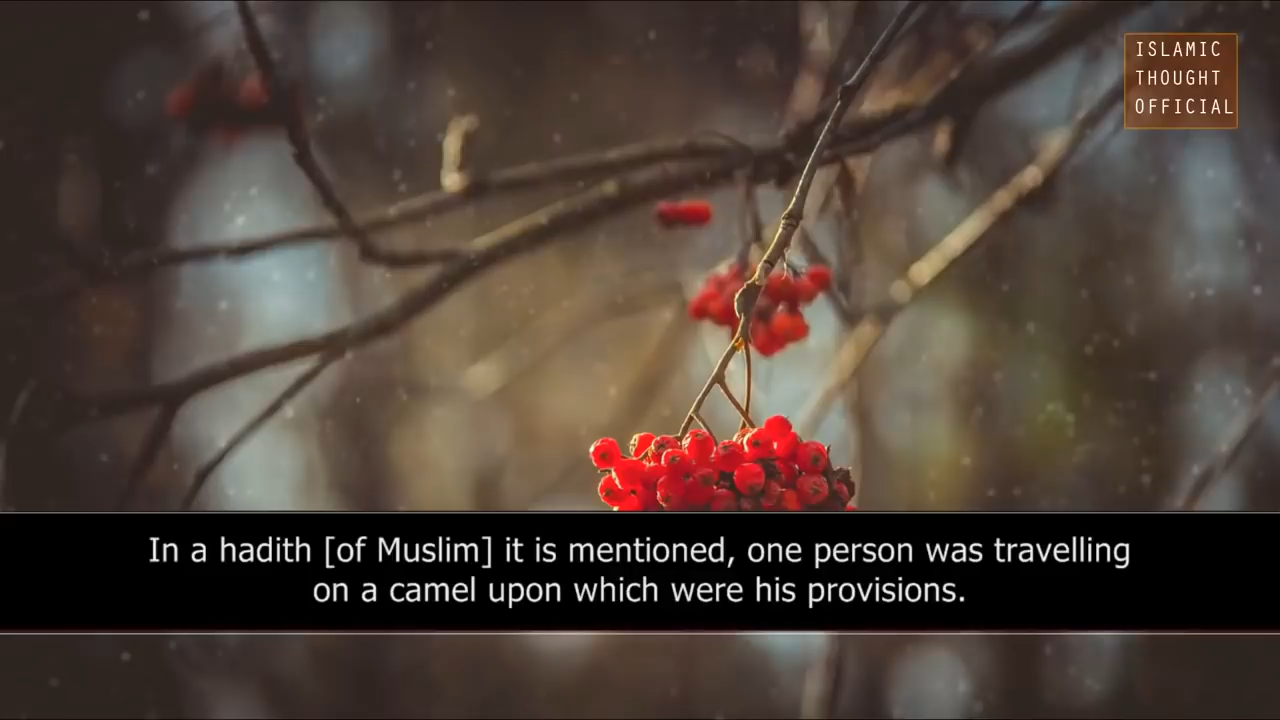 ISLAMIC
THOUGHT
OFFICIAL
In a hadith [of Muslim] it is mentioned, one person was travelling
on a camel upon which were his provisions.